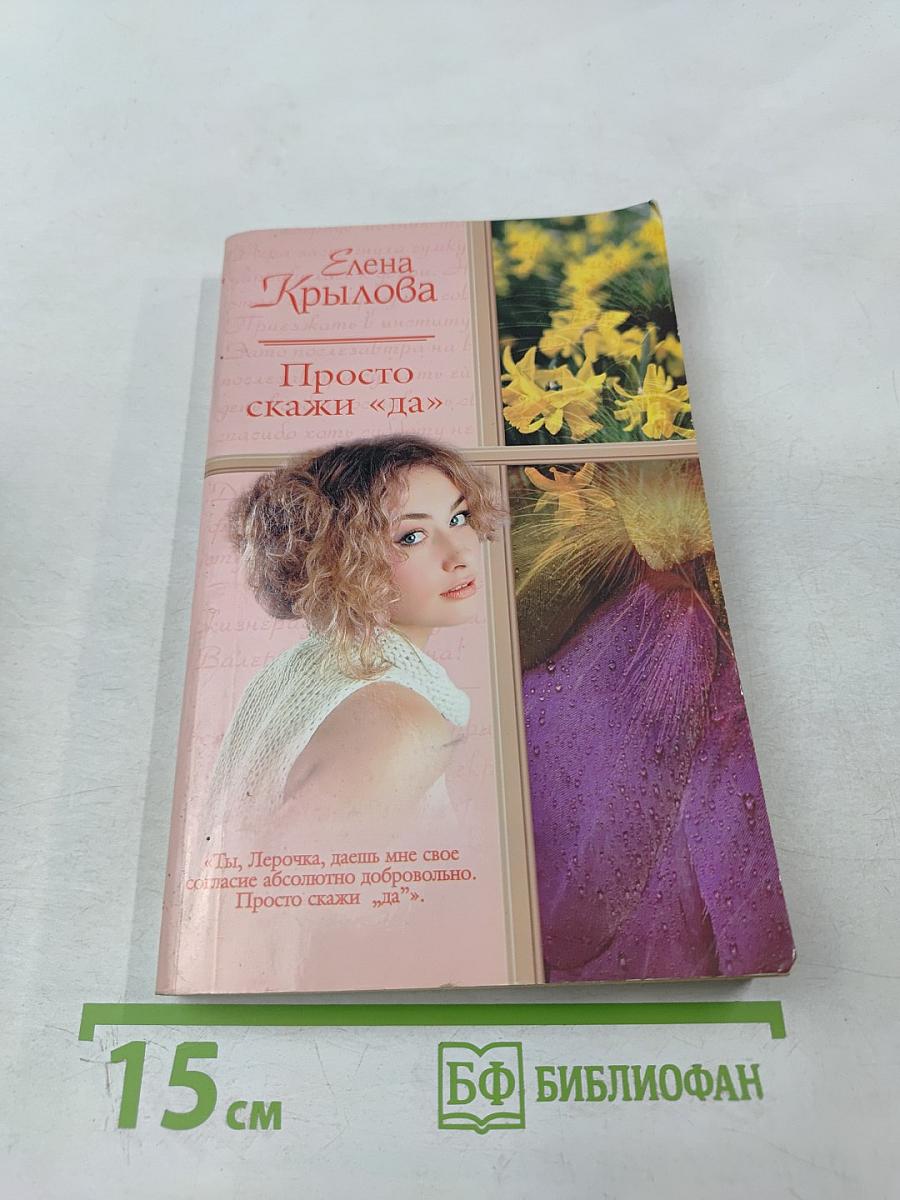 Елена
Крылова
Просто
скажи «да»
«Ты, Лерочка, даешь мне свое
согласие абсолютно добровольно.
Просто скажи „да”».
15 см
БФ БИБЛИОФАН